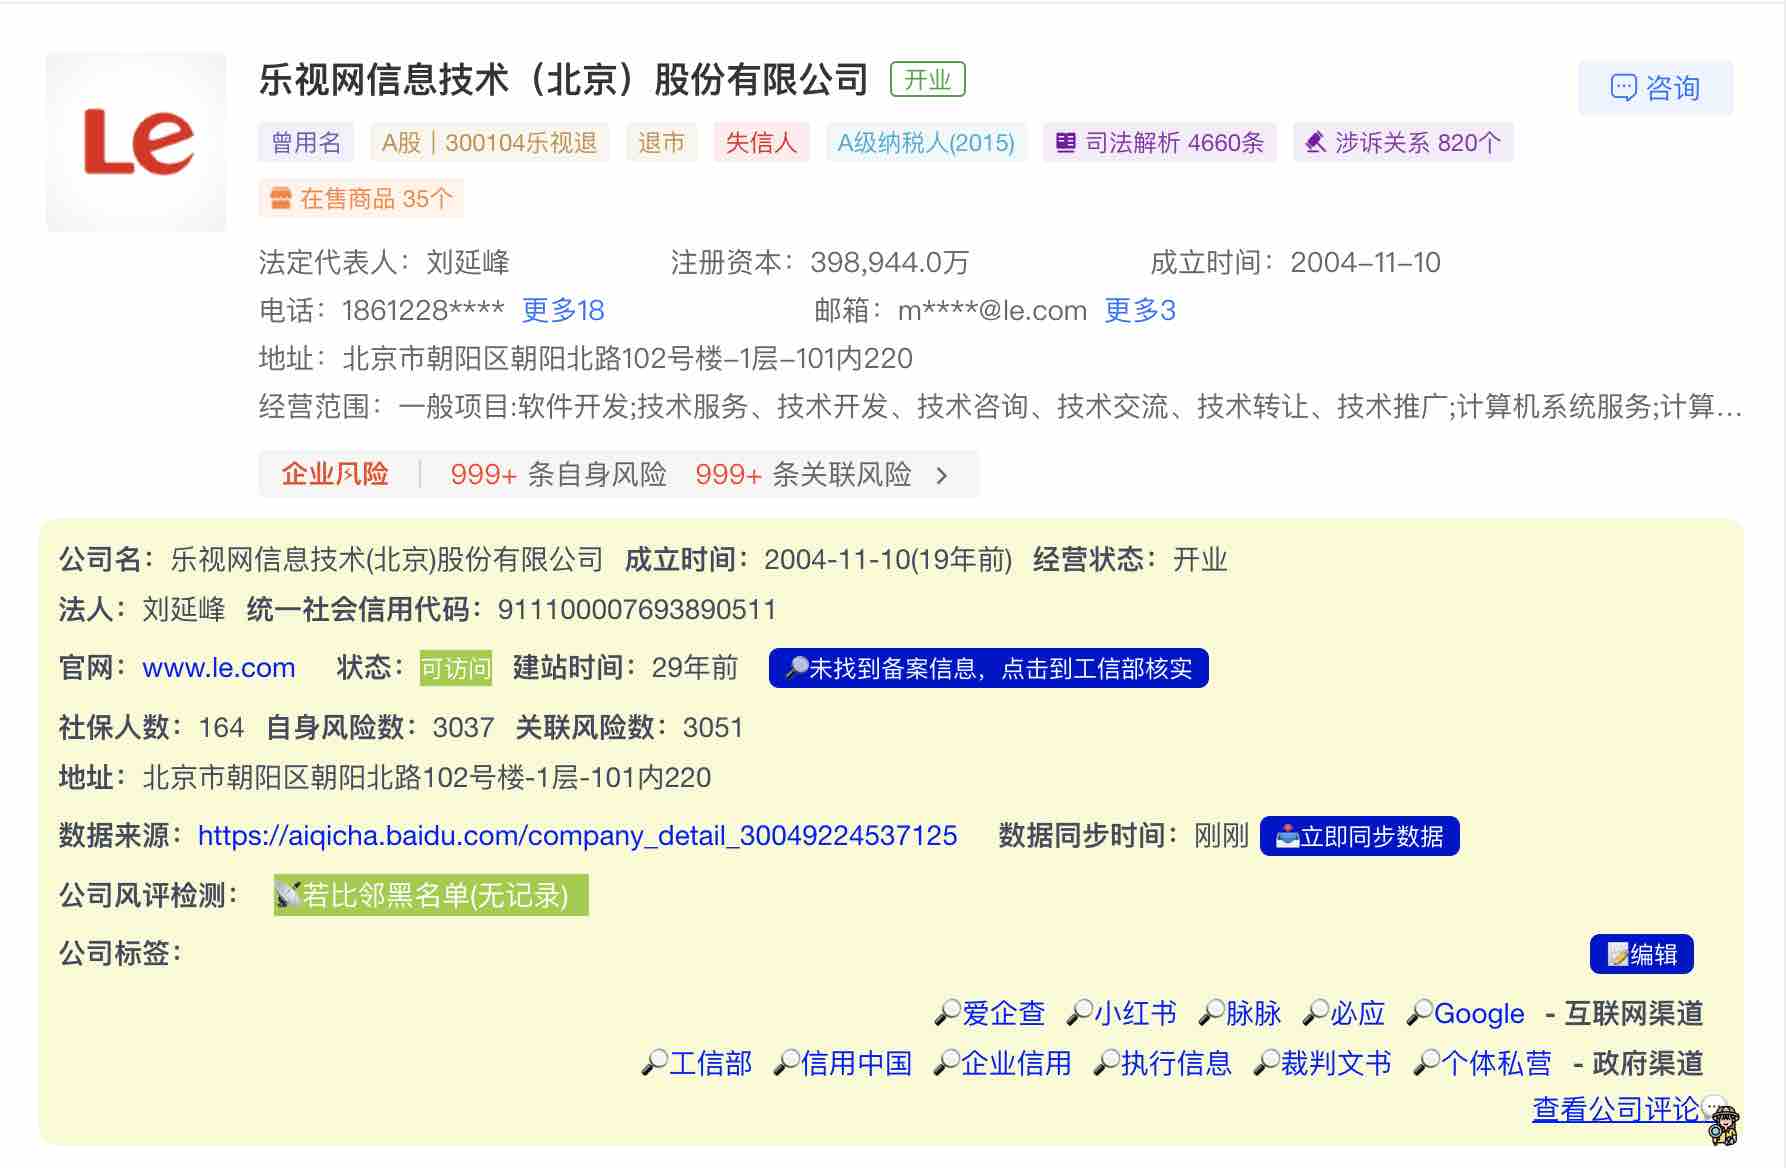 Le
乐视网信息技术（北京）股份有限公司 开业
咨询
曾用名 A股｜300104乐视退 退市 失信人 A级纳税人(2015) 司法解析 4660条 涉诉关系 820个
在售商品 35个
法定代表人：刘延峰 注册资本：398,944.0万 成立时间：2004-11-10
电话：1861228**** 更多18 邮箱：m****@le.com 更多3
地址：北京市朝阳区朝阳北路102号楼-1层-101内220
经营范围：一般项目:软件开发;技术服务、技术开发、技术咨询、技术交流、技术转让、技术推广;计算机系统服务;计算...
企业风险 999+ 条自身风险 999+ 条关联风险 >
公司名：乐视网信息技术(北京)股份有限公司 成立时间：2004-11-10(19年前) 经营状态：开业
法人：刘延峰 统一社会信用代码：911100007693890511
官网：www.le.com 状态：可访问 建站时间：29年前 未找到备案信息，点击到工信部核实
社保人数：164 自身风险数：3037 关联风险数：3051
地址：北京市朝阳区朝阳北路102号楼-1层-101内220
数据来源：https://aiqicha.baidu.com/company_detail_30049224537125 数据同步时间：刚刚 立即同步数据
公司风评检测：若比邻黑名单(无记录)
公司标签：
编辑
爱企查 小红书 脉脉 必应 Google - 互联网渠道
工信部 信用中国 企业信用 执行信息 裁判文书 个体私营 - 政府渠道
查看公司评论